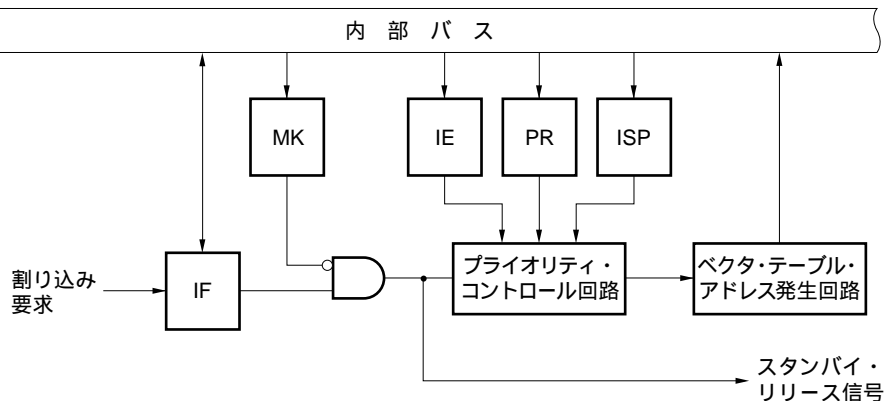 内 部 バ ス
MK
IE
PR
ISP
割り込み
要求
IF
プライオリティ・
コントロール回路
ベクタ・テーブル・
アドレス発生回路
スタンバイ・
リリース信号